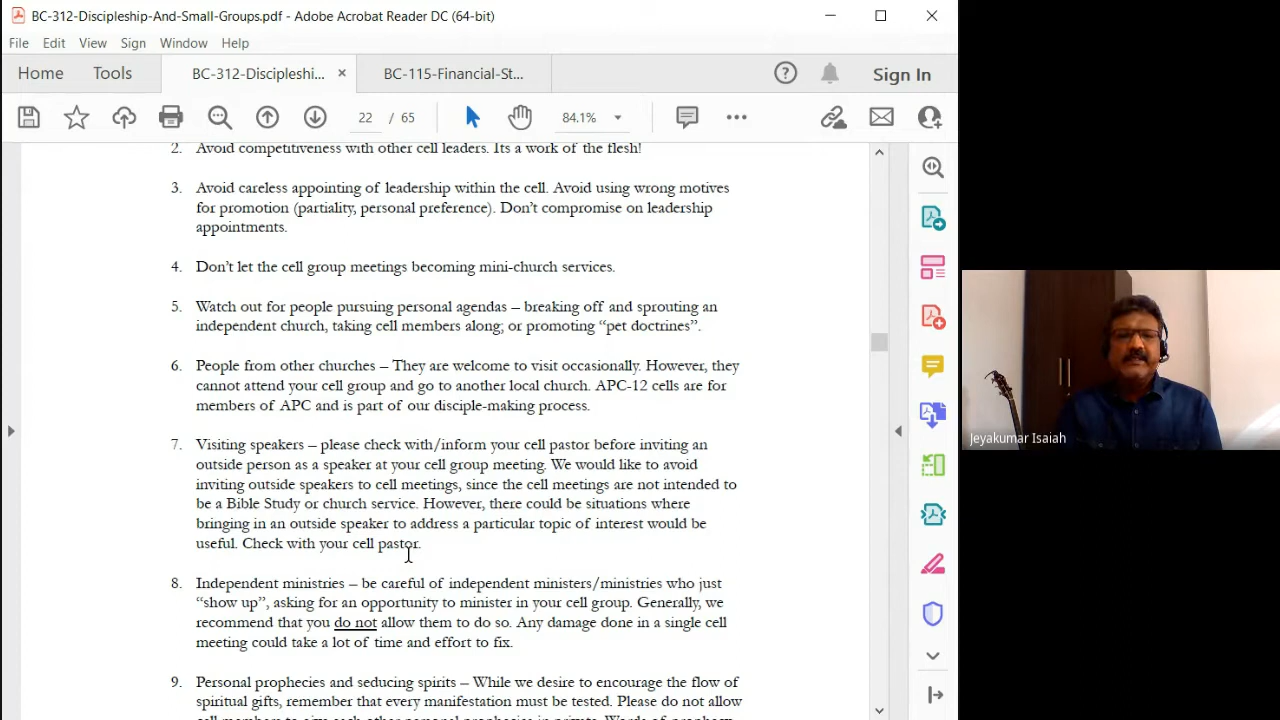 BC-312-Discipleship-And-Small-Groups.pdf - Adobe Acrobat Reader DC (64-bit)
File Edit View Sign Window Help
Home Tools BC-312-Discipleshi... × BC-115-Financial-St... Sign In
22 / 65 84.1%
2. Avoid competitiveness with other cell leaders. Its a work of the flesh!
3. Avoid careless appointing of leadership within the cell. Avoid using wrong motives
for promotion (partiality, personal preference). Don't compromise on leadership
appointments.
4. Don't let the cell group meetings becoming mini-church services.
5. Watch out for people pursuing personal agendas – breaking off and sprouting an
independent church, taking cell members along; or promoting “pet doctrines”.
6. People from other churches – They are welcome to visit occasionally. However, they
cannot attend your cell group and go to another local church. APC-12 cells are for
members of APC and is part of our disciple-making process.
7. Visiting speakers – please check with/inform your cell pastor before inviting an
outside person as a speaker at your cell group meeting. We would like to avoid
inviting outside speakers to cell meetings, since the cell meetings are not intended to
be a Bible Study or church service. However, there could be situations where
bringing in an outside speaker to address a particular topic of interest would be
useful. Check with your cell pastor.
8. Independent ministries – be careful of independent ministers/ministries who just
“show up”, asking for an opportunity to minister in your cell group. Generally, we
recommend that you do not allow them to do so. Any damage done in a single cell
meeting could take a lot of time and effort to fix.
9. Personal prophecies and seducing spirits – While we desire to encourage the flow of
spiritual gifts, remember that every manifestation must be tested. Please do not allow
cell members to give each other personal prophecies in private. Words of prophecy
Jeyakumar Isaiah